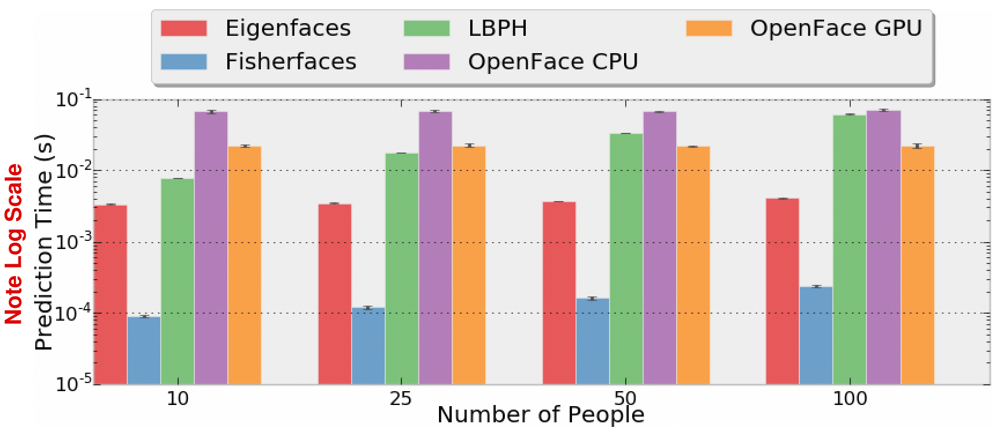 Eigenfaces LBPH OpenFace GPU
Fisherfaces OpenFace CPU
10-1
10-2
10-3
10-4
10-5
Note Log Scale
Prediction Time (s)
10 25 50 100
Number of People